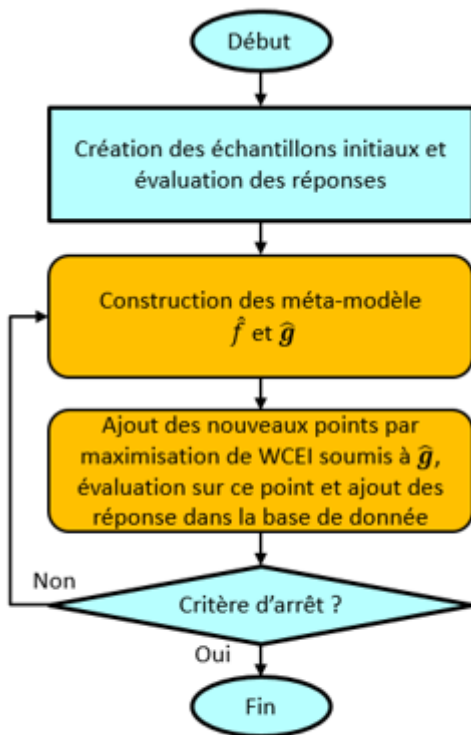 Début
Création des échantillons initiaux et
évaluation des réponses
Construction des méta-modèle
f̂ et ĝ
Ajout des nouveaux points par
maximisation de WCEI soumis à ĝ,
évaluation sur ce point et ajout des
réponse dans la base de donnée
Non
Critère d'arrêt ?
Oui
Fin